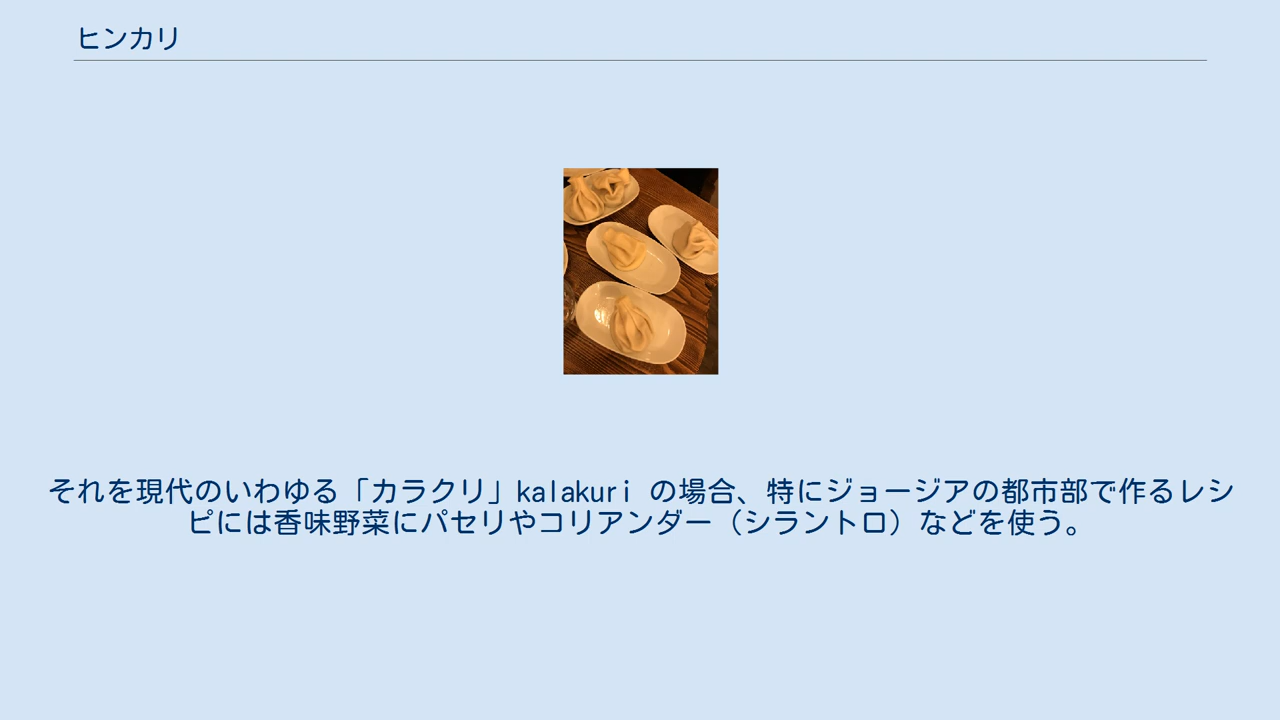 ヒンカリ
それを現代のいわゆる「カラクリ」kalakuri の場合、特にジョージアの都市部で作るレシ
ピには香味野菜にパセリやコリアンダー（シラントロ）などを使う。